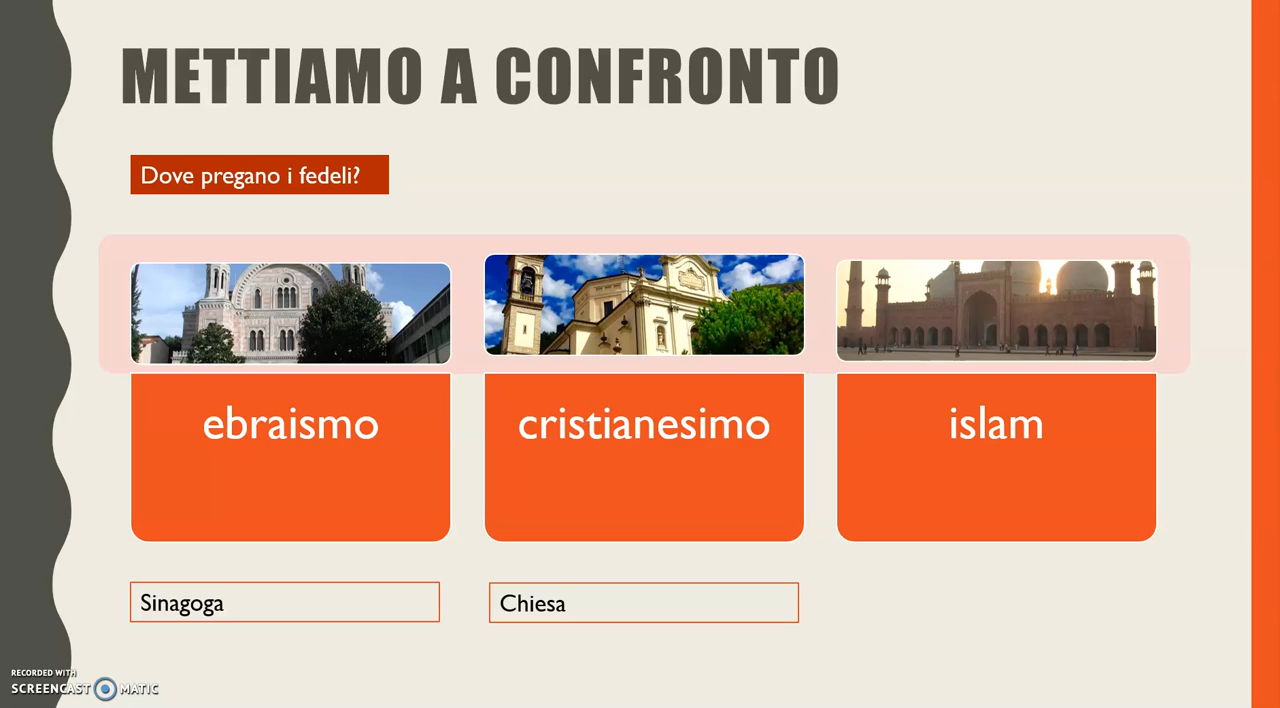 METTIAMO A CONFRONTO
Dove pregano i fedeli?
ebraismo
cristianesimo
islam
Sinagoga
Chiesa
RECORDED WITH
SCREENCAST MATIC